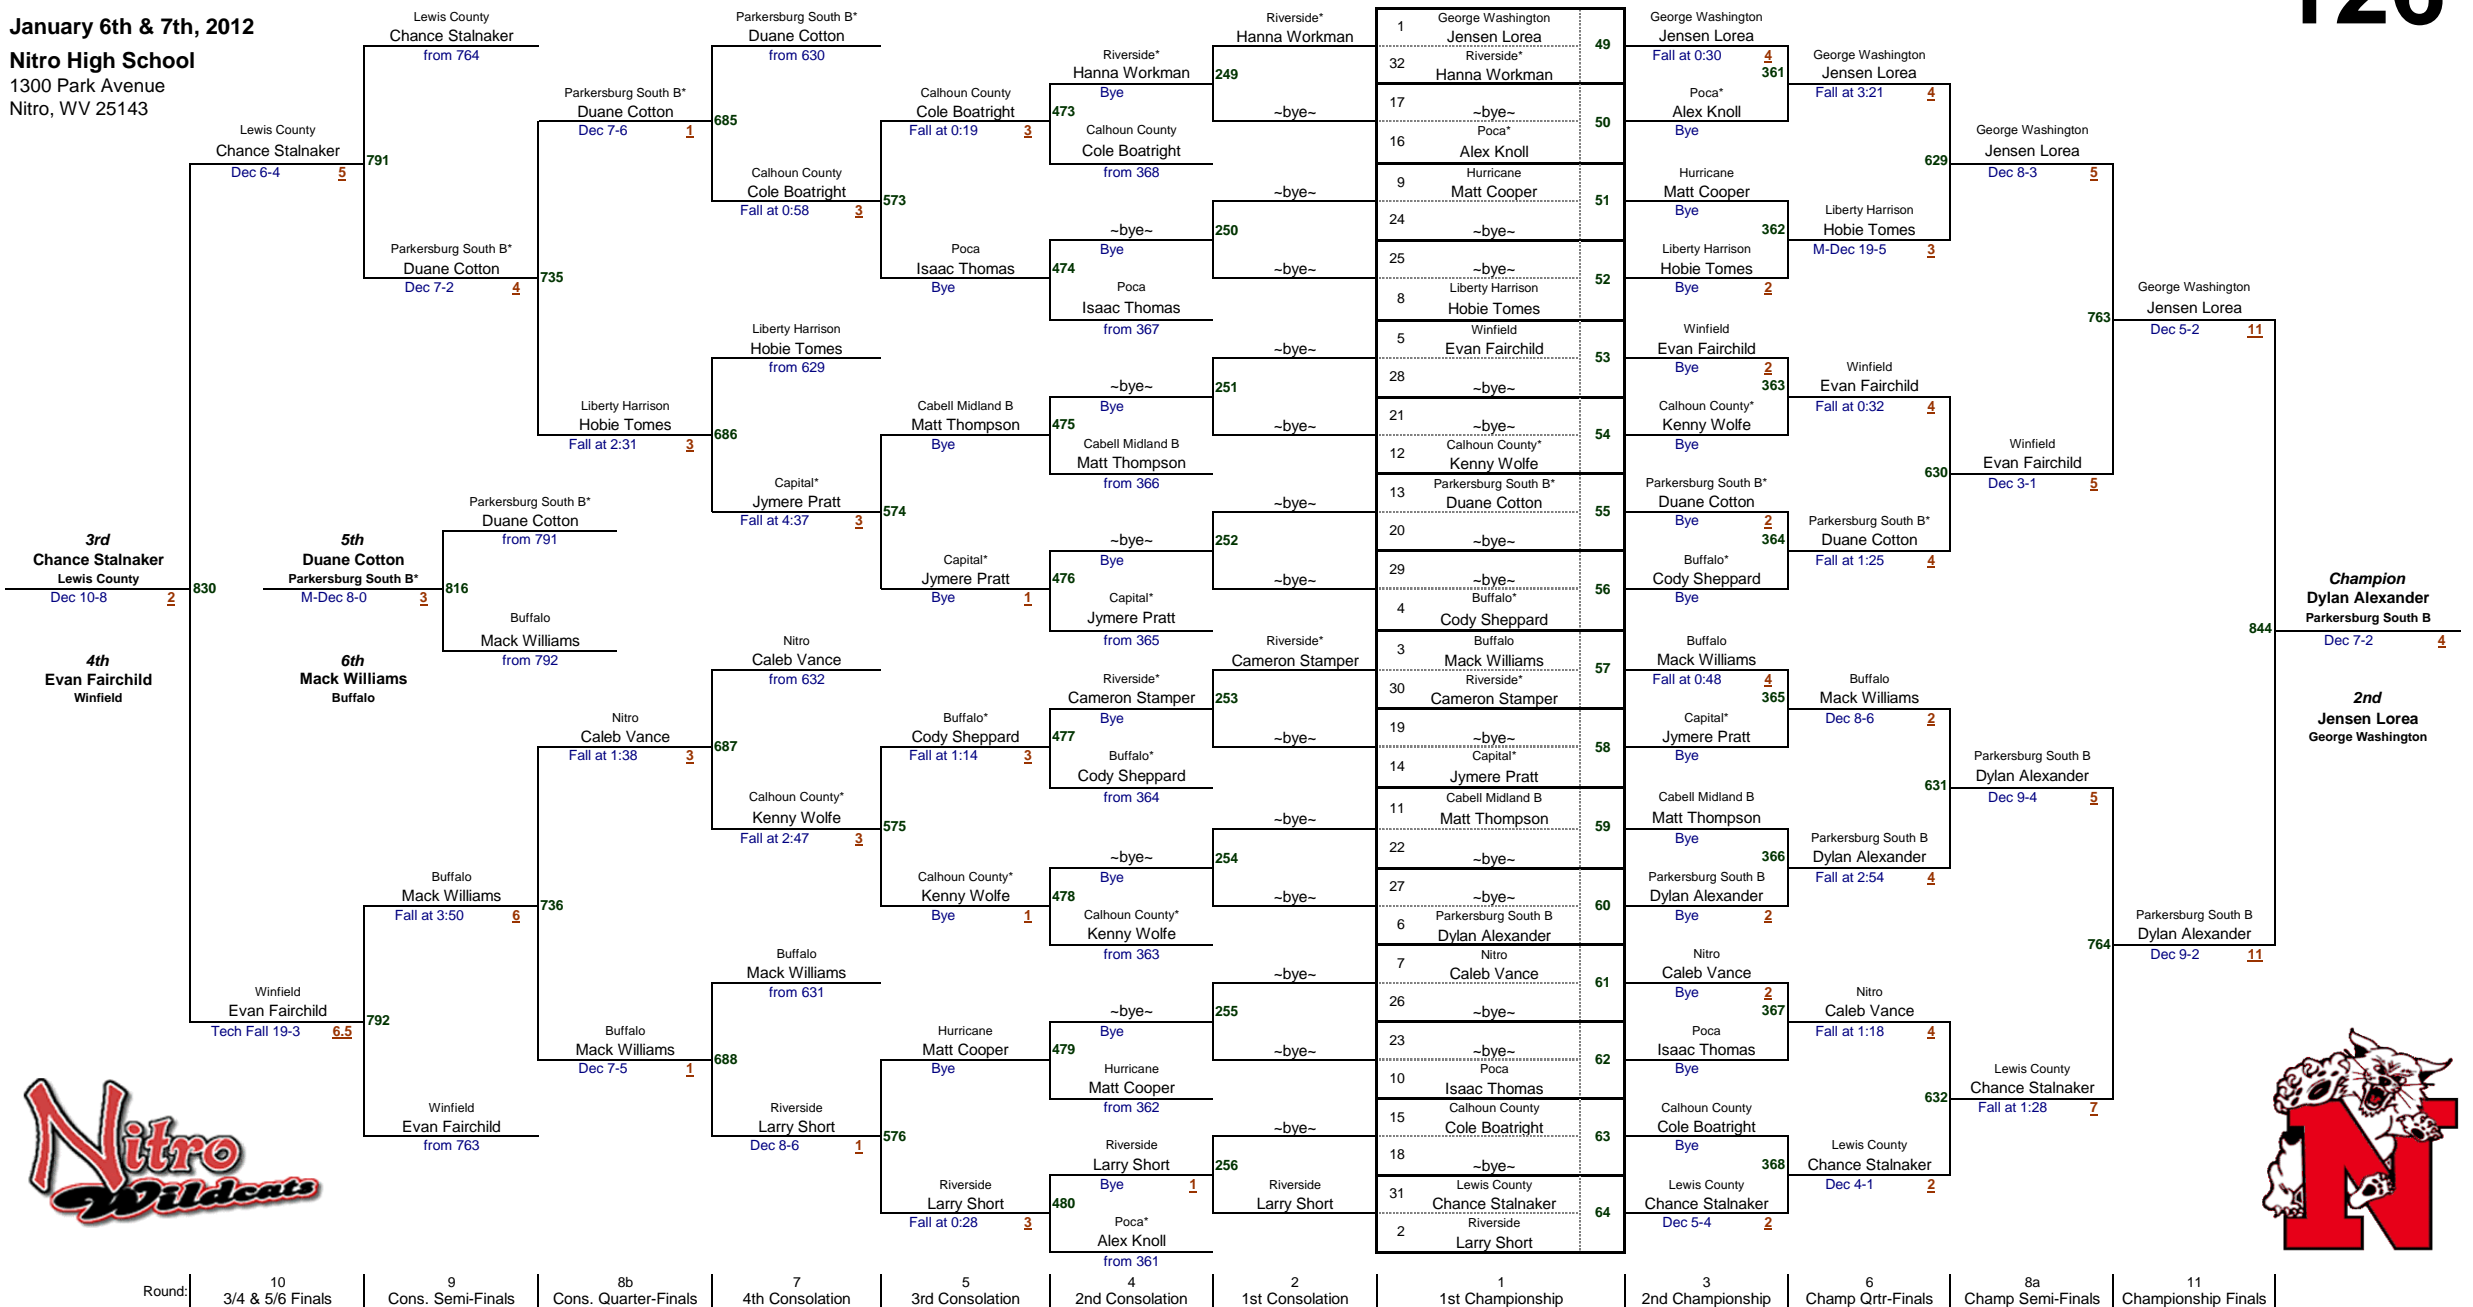 January 6th & 7th, 2012
Nitro High School
1300 Park Avenue
Nitro, WV 25143
126
3rd
Chance Stalnaker
Lewis County
Dec 10-8 2
4th
Evan Fairchild
Winfield
830
Lewis County
Chance Stalnaker
Dec 6-4 5
5th
Duane Cotton
Parkersburg South B*
M-Dec 8-0 3
6th
Mack Williams
Buffalo
Winfield
Evan Fairchild
Tech Fall 19-3 6.5
Lewis County
Chance Stalnaker
from 764
791
Parkersburg South B*
Duane Cotton
Dec 7-2 4
Parkersburg South B*
Duane Cotton
from 791
816
Buffalo
Mack Williams
from 792
Buffalo
Mack Williams
Fall at 3:50 6
792
Winfield
Evan Fairchild
from 763
Parkersburg South B*
Duane Cotton
Dec 7-6 1
735
Liberty Harrison
Hobie Tomes
Fall at 2:31 3
Nitro
Caleb Vance
Fall at 1:38 3
736
Buffalo
Mack Williams
Dec 7-5 1
Parkersburg South B*
Duane Cotton
from 630
685
Calhoun County
Cole Boatright
Fall at 0:58 3
Liberty Harrison
Hobie Tomes
from 629
686
Capital*
Jymere Pratt
Fall at 4:37 3
Nitro
Caleb Vance
from 632
687
Calhoun County*
Kenny Wolfe
Fall at 2:47 3
Buffalo
Mack Williams
from 631
688
Riverside
Larry Short
Dec 8-6 1
Calhoun County
Cole Boatright
Fall at 0:19 3
573
Poca
Isaac Thomas
Bye
Cabell Midland B
Matt Thompson
Bye
574
Capital*
Jymere Pratt
Bye 1
Buffalo*
Cody Sheppard
Fall at 1:14 3
575
Calhoun County*
Kenny Wolfe
Bye 1
Hurricane
Matt Cooper
Bye
576
Riverside
Larry Short
Fall at 0:28 3
Riverside*
Hanna Workman
Bye
473
Calhoun County
Cole Boatright
from 368
~bye~
Bye
474
Poca
Isaac Thomas
from 367
~bye~
Bye
475
Cabell Midland B
Matt Thompson
from 366
~bye~
Bye
476
Capital*
Jymere Pratt
from 365
Riverside*
Cameron Stamper
Bye
477
Buffalo*
Cody Sheppard
from 364
~bye~
Bye
478
Calhoun County*
Kenny Wolfe
from 363
~bye~
Bye
479
Hurricane
Matt Cooper
from 362
Riverside
Larry Short
Bye 1
480
Poca*
Alex Knoll
from 361
Riverside*
Hanna Workman
249
~bye~
~bye~
250
~bye~
~bye~
251
~bye~
~bye~
252
~bye~
Riverside*
Cameron Stamper
253
~bye~
~bye~
254
~bye~
~bye~
255
~bye~
~bye~
256
Riverside
Larry Short
1 George Washington
Jensen Lorea
49
32 Riverside*
Hanna Workman
17 ~bye~
50
16 Poca*
Alex Knoll
9 Hurricane
Matt Cooper
51
24 ~bye~
25 ~bye~
52
8 Liberty Harrison
Hobie Tomes
5 Winfield
Evan Fairchild
53
28 ~bye~
21 ~bye~
54
12 Calhoun County*
Kenny Wolfe
13 Parkersburg South B*
Duane Cotton
55
20 ~bye~
29 ~bye~
56
4 Buffalo*
Cody Sheppard
3 Buffalo
Mack Williams
57
30 Riverside*
Cameron Stamper
19 ~bye~
58
14 Capital*
Jymere Pratt
11 Cabell Midland B
Matt Thompson
59
22 ~bye~
27 ~bye~
60
6 Parkersburg South B
Dylan Alexander
7 Nitro
Caleb Vance
61
26 ~bye~
23 ~bye~
62
10 Poca
Isaac Thomas
15 Calhoun County
Cole Boatright
63
18 ~bye~
31 Lewis County
Chance Stalnaker
64
2 Riverside
Larry Short
George Washington
Jensen Lorea
Fall at 0:30 4
361
Poca*
Alex Knoll
Bye
Hurricane
Matt Cooper
Bye
362
Liberty Harrison
Hobie Tomes
Bye 2
Winfield
Evan Fairchild
Bye 2
363
Calhoun County*
Kenny Wolfe
Bye
Parkersburg South B*
Duane Cotton
Bye 2
364
Buffalo*
Cody Sheppard
Bye
Buffalo
Mack Williams
Fall at 0:48 4
365
Capital*
Jymere Pratt
Bye
Cabell Midland B
Matt Thompson
Bye
366
Parkersburg South B
Dylan Alexander
Bye 2
Nitro
Caleb Vance
Bye 2
367
Poca
Isaac Thomas
Bye
Calhoun County
Cole Boatright
Bye
368
Lewis County
Chance Stalnaker
Dec 5-4 2
George Washington
Jensen Lorea
Fall at 3:21 4
629
Liberty Harrison
Hobie Tomes
M-Dec 19-5 3
Winfield
Evan Fairchild
Fall at 0:32 4
630
Parkersburg South B*
Duane Cotton
Fall at 1:25 4
Buffalo
Mack Williams
Dec 8-6 2
631
Parkersburg South B
Dylan Alexander
Fall at 2:54 4
Nitro
Caleb Vance
Fall at 1:18 4
632
Lewis County
Chance Stalnaker
Dec 4-1 2
George Washington
Jensen Lorea
Dec 8-3 5
763
Winfield
Evan Fairchild
Dec 3-1 5
Parkersburg South B
Dylan Alexander
Dec 9-4 5
764
Lewis County
Chance Stalnaker
Fall at 1:28 7
George Washington
Jensen Lorea
Dec 5-2 11
844
Parkersburg South B
Dylan Alexander
Dec 9-2 11
Champion
Dylan Alexander
Parkersburg South B
Dec 7-2 4
2nd
Jensen Lorea
George Washington
Nitro
Wildcats
N
Round:
10
3/4 & 5/6 Finals
9
Cons. Semi-Finals
8b
Cons. Quarter-Finals
7
4th Consolation
5
3rd Consolation
4
2nd Consolation
2
1st Consolation
1
1st Championship
3
2nd Championship
6
Champ Qrtr-Finals
8a
Champ Semi-Finals
11
Championship Finals